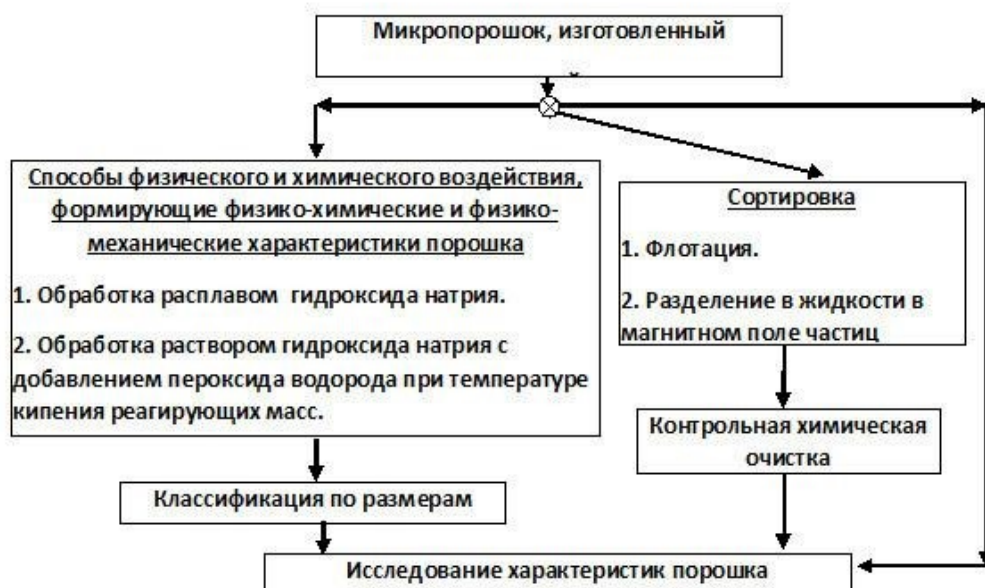 Микропорошок, изготовленный
Способы физического и химического воздействия,
формирующие физико-химические и физико-
механические характеристики порошка
1. Обработка расплавом гидроксида натрия.
2. Обработка раствором гидроксида натрия с
добавлением пероксида водорода при температуре
кипения реагирующих масс.
Классификация по размерам
Сортировка
1. Флотация.
2. Разделение в жидкости в
магнитном поле частиц
Контрольная химическая
очистка
Исследование характеристик порошка